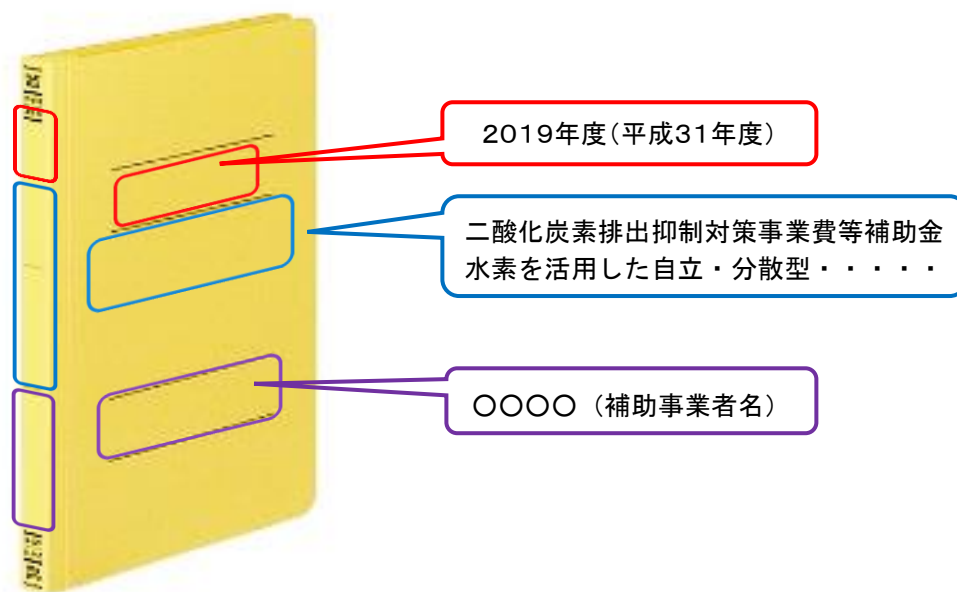 2019年度(平成31年度)
二酸化炭素排出抑制対策事業費等補助金
水素を活用した自立・分散型・・・・・
〇〇〇〇（補助事業者名）